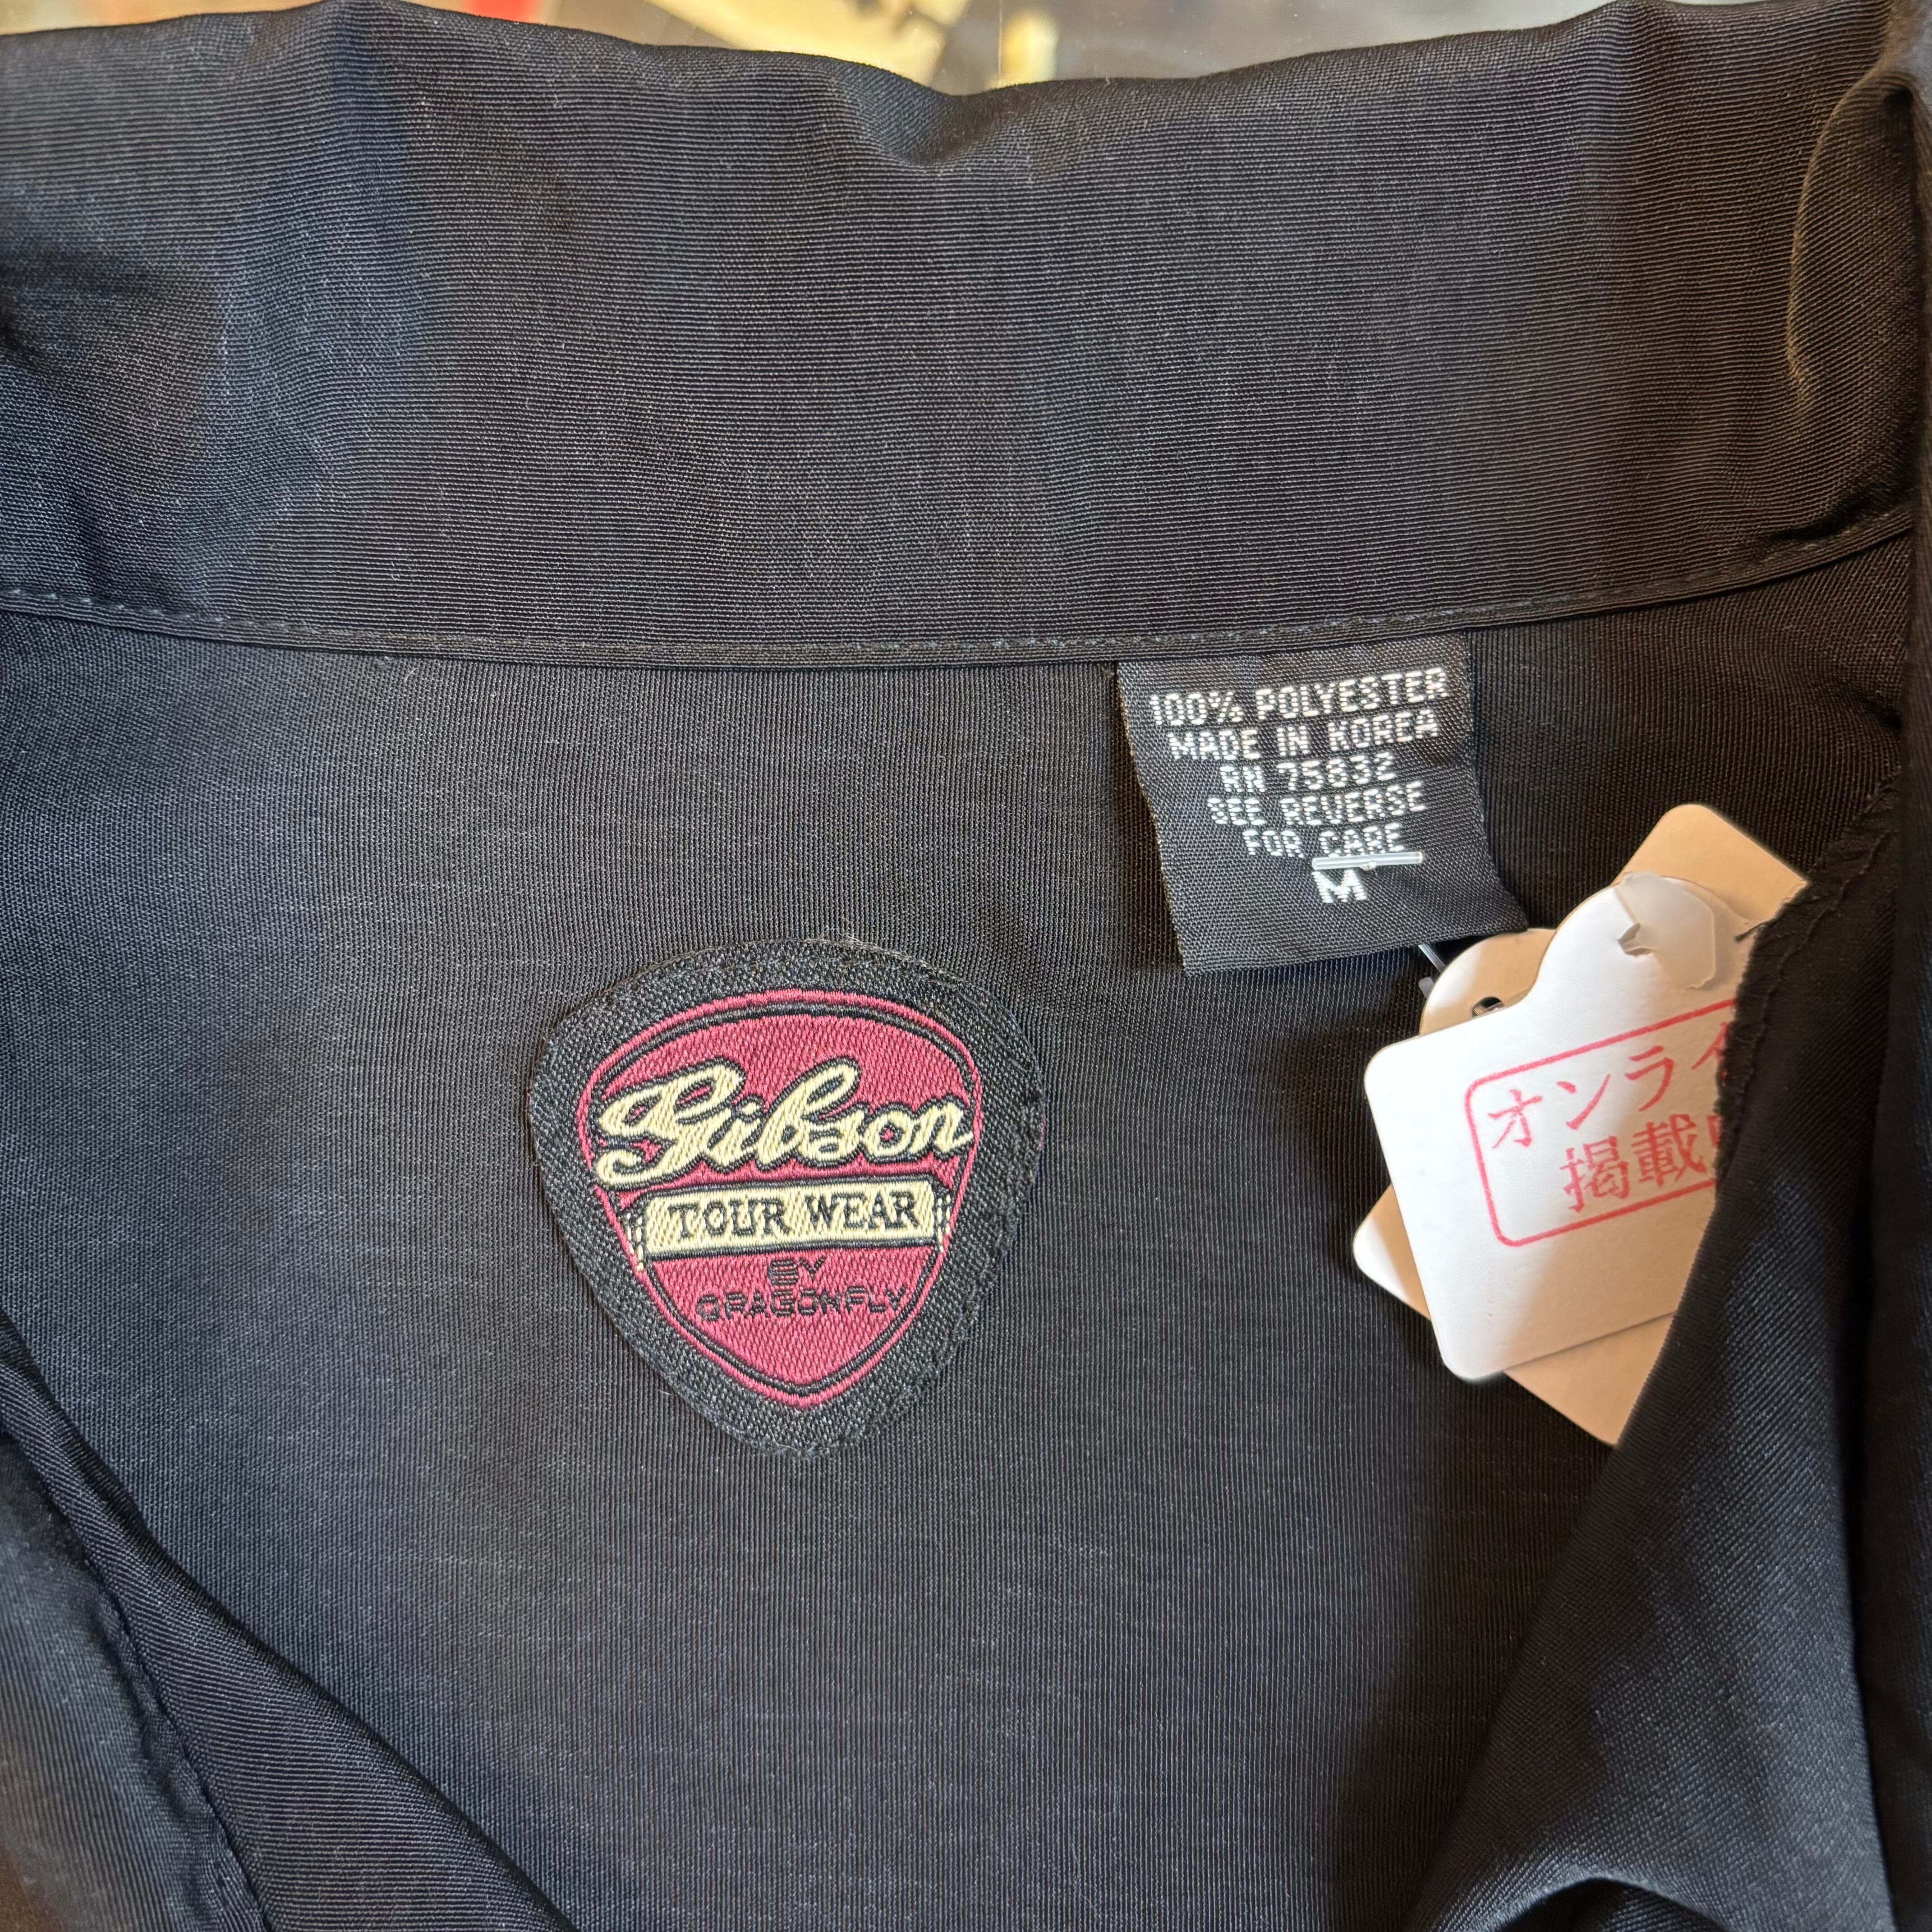 100% POLYESTER
MADE IN KOREA
RN 75832
SEE REVERSE
FOR CARE
M
Gibson
TOUR WEAR
BY
DRAGONFLY
オンライ
掲載